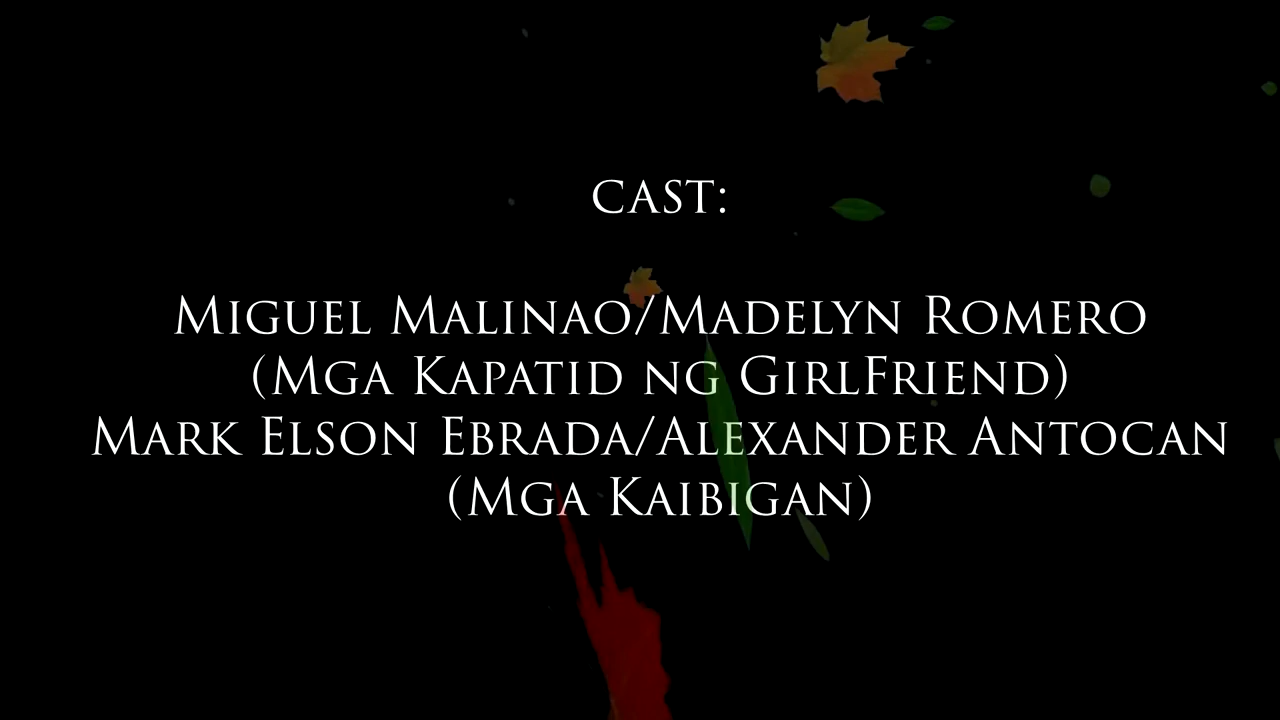 CAST:
MIGUEL MALINAO/MADELYN ROMERO
(MGA KAPATID NG GIRLFRIEND)
MARK ELSON EBRADA/ALEXANDER ANTOCAN
(MGA KAIBIGAN)